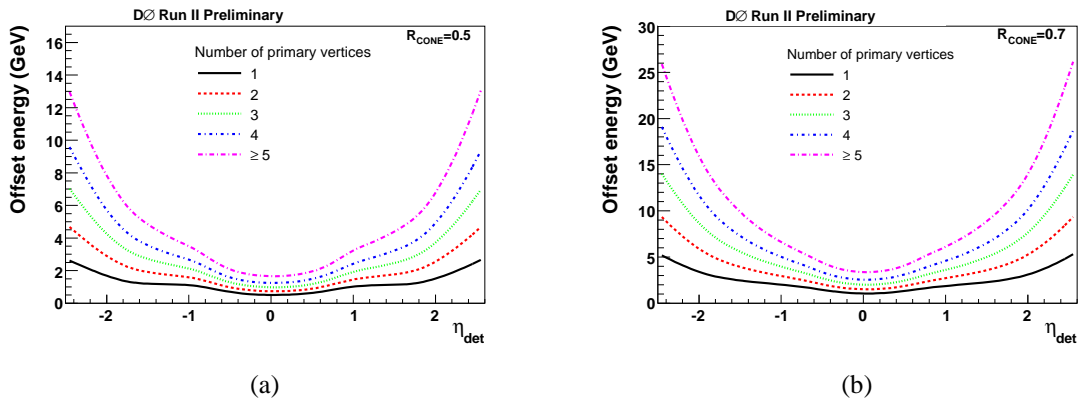 DØ Run II Preliminary
R_CONE=0.5
Offset energy (GeV)
Number of primary vertices
1
2
3
4
≥ 5
16
14
12
10
8
6
4
2
0
-2 -1 0 1 2
η_det
(a)
DØ Run II Preliminary
R_CONE=0.7
Offset energy (GeV)
Number of primary vertices
1
2
3
4
≥ 5
30
25
20
15
10
5
0
-2 -1 0 1 2
η_det
(b)